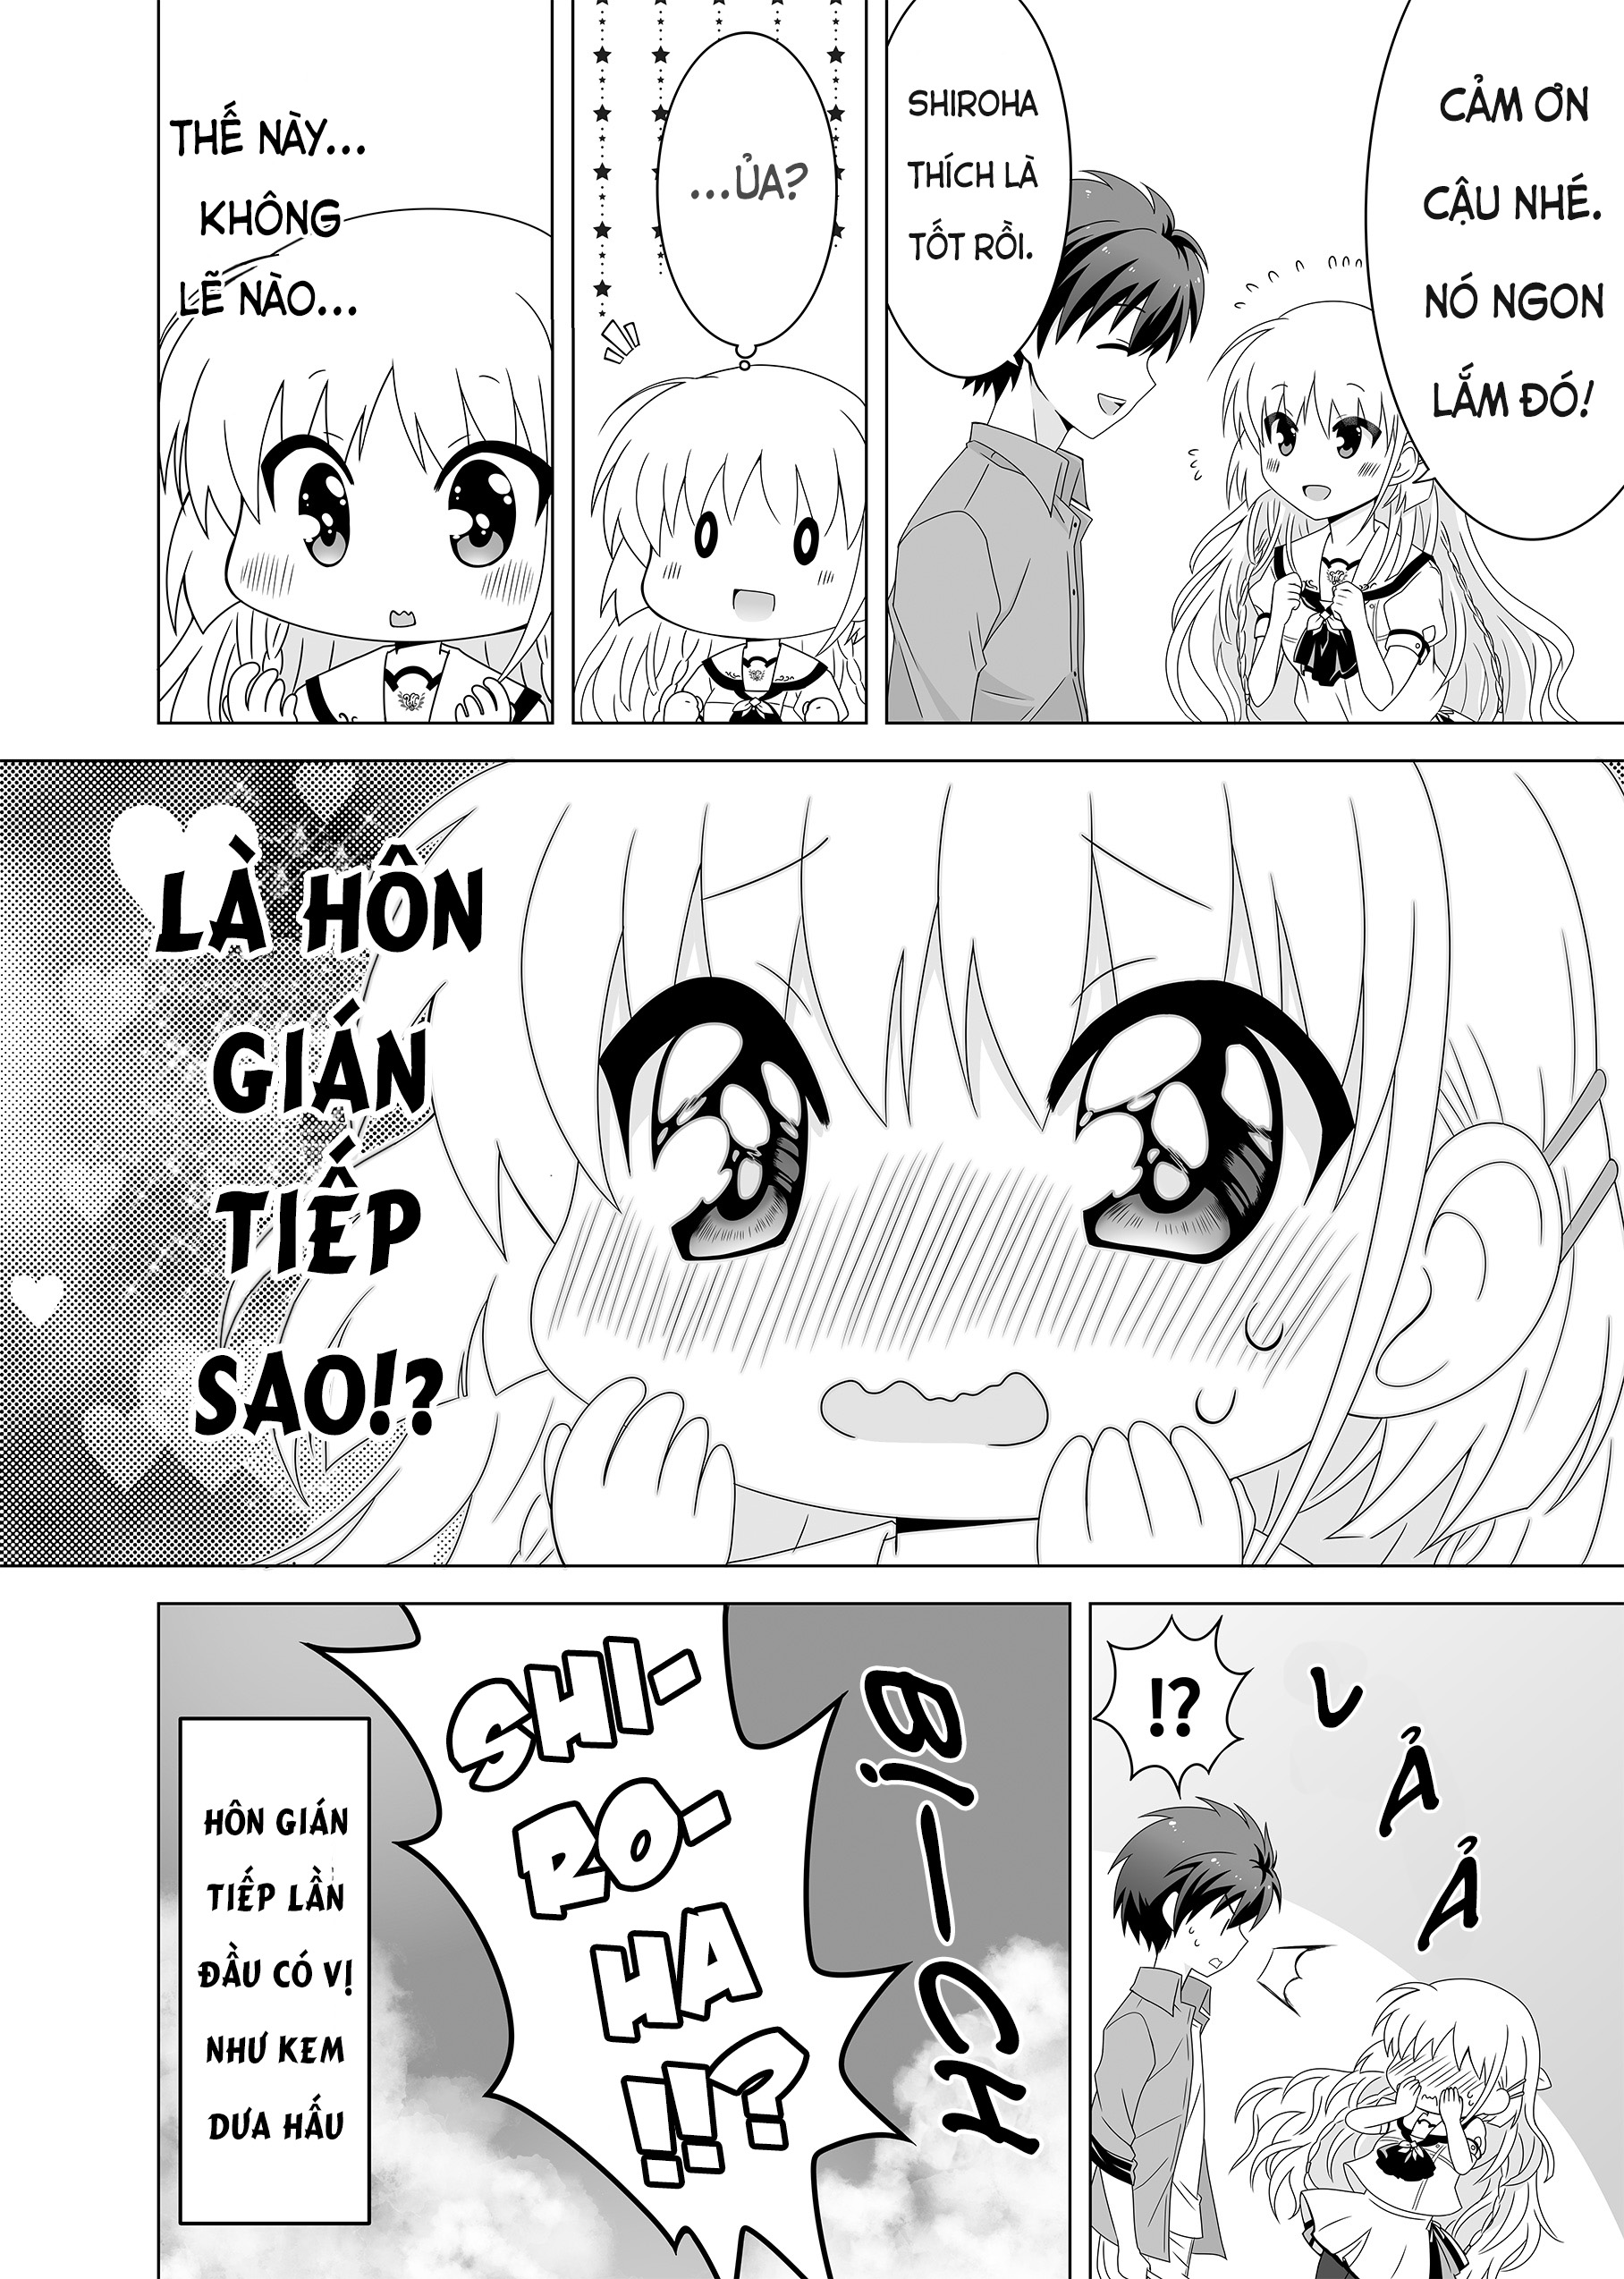 CẢM ƠN
CẬU NHÉ.
NÓ NGON
LẮM ĐÓ!
SHIROHA
THÍCH LÀ
TỐT RỒI.
...ỦA?
THẾ NÀY...
KHÔNG
LẼ NÀO...
LÀ HÔN
GIÁN
TIẾP
SAO!?
!?
LẢẢ
BỊ—CH
SHI-
RO-
HA
!!?
HÔN GIÁN
TIẾP LẦN
ĐẦU CÓ VỊ
NHƯ KEM
DƯA HẤU